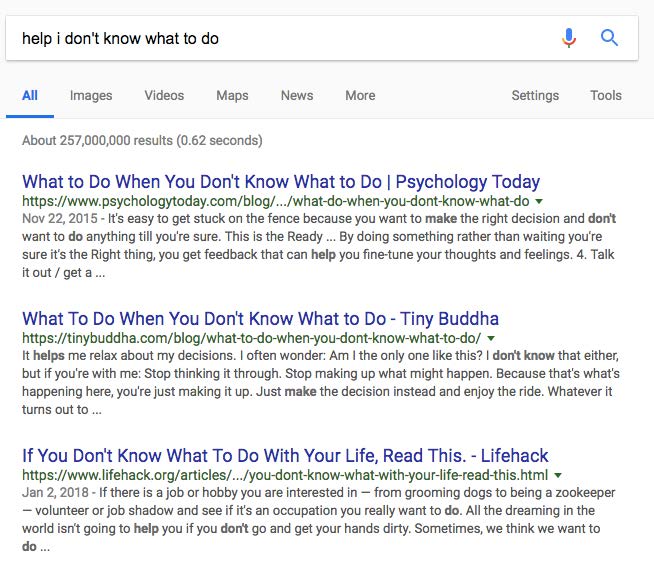 help i don't know what to do
All Images Videos Maps News More Settings Tools
About 257,000,000 results (0.62 seconds)
What to Do When You Don't Know What to Do | Psychology Today
https://www.psychologytoday.com/blog/.../what-do-when-you-dont-know-what-do
Nov 22, 2015 - It's easy to get stuck on the fence because you want to make the right decision and don't
want to do anything till you're sure. This is the Ready ... By doing something rather than waiting you're
sure it's the Right thing, you get feedback that can help you fine-tune your thoughts and feelings. 4. Talk
it out / get a ...
What To Do When You Don't Know What to Do - Tiny Buddha
https://tinybuddha.com/blog/what-to-do-when-you-dont-know-what-to-do/
It helps me relax about my decisions. I often wonder: Am I the only one like this? I don't know that either,
but if you're with me: Stop thinking it through. Stop making up what might happen. Because that's what's
happening here, you're just making it up. Just make the decision instead and enjoy the ride. Whatever it
turns out to ...
If You Don't Know What To Do With Your Life, Read This. - Lifehack
https://www.lifehack.org/articles/.../you-dont-know-what-with-your-life-read-this.html
Jan 2, 2018 - If there is a job or hobby you are interested in — from grooming dogs to being a zookeeper
— volunteer or job shadow and see if it's an occupation you really want to do. All the dreaming in the
world isn't going to help you if you don't go and get your hands dirty. Sometimes, we think we want to
do ...